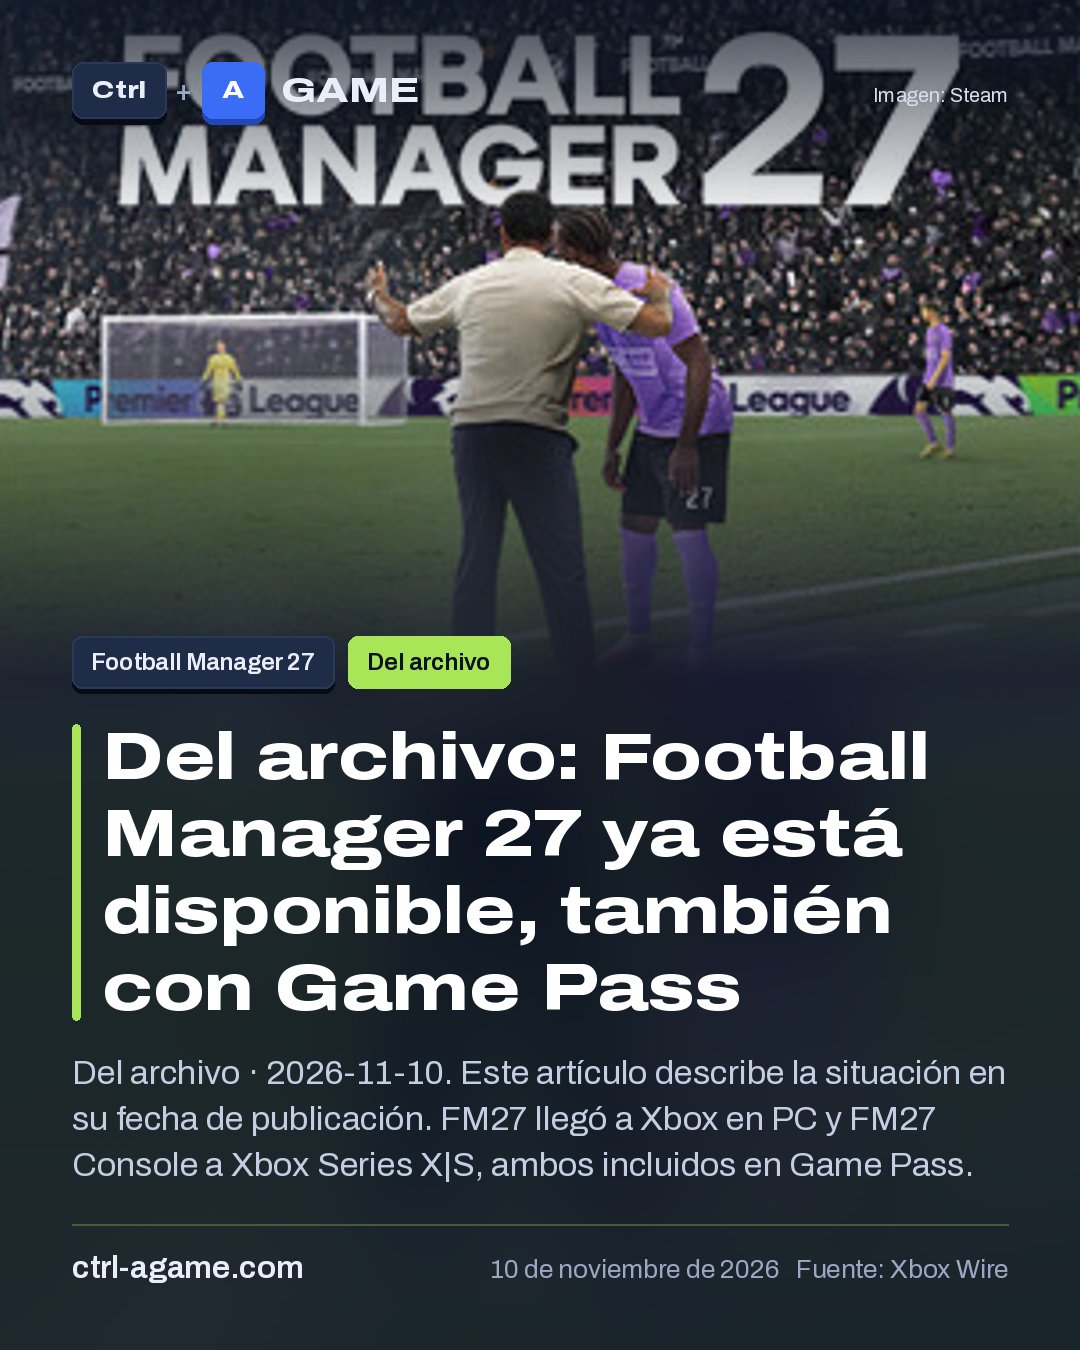 FOOTBALL
MANAGER 27
Ctrl + A GAME
Imagen: Steam
FOOTBALL M
Premier League
League
27
Football Manager 27
Del archivo
Del archivo: Football
Manager 27 ya está
disponible, también
con Game Pass
Del archivo · 2026-11-10. Este artículo describe la situación en
su fecha de publicación. FM27 llegó a Xbox en PC y FM27
Console a Xbox Series X|S, ambos incluidos en Game Pass.
ctrl-agame.com
10 de noviembre de 2026 Fuente: Xbox Wire